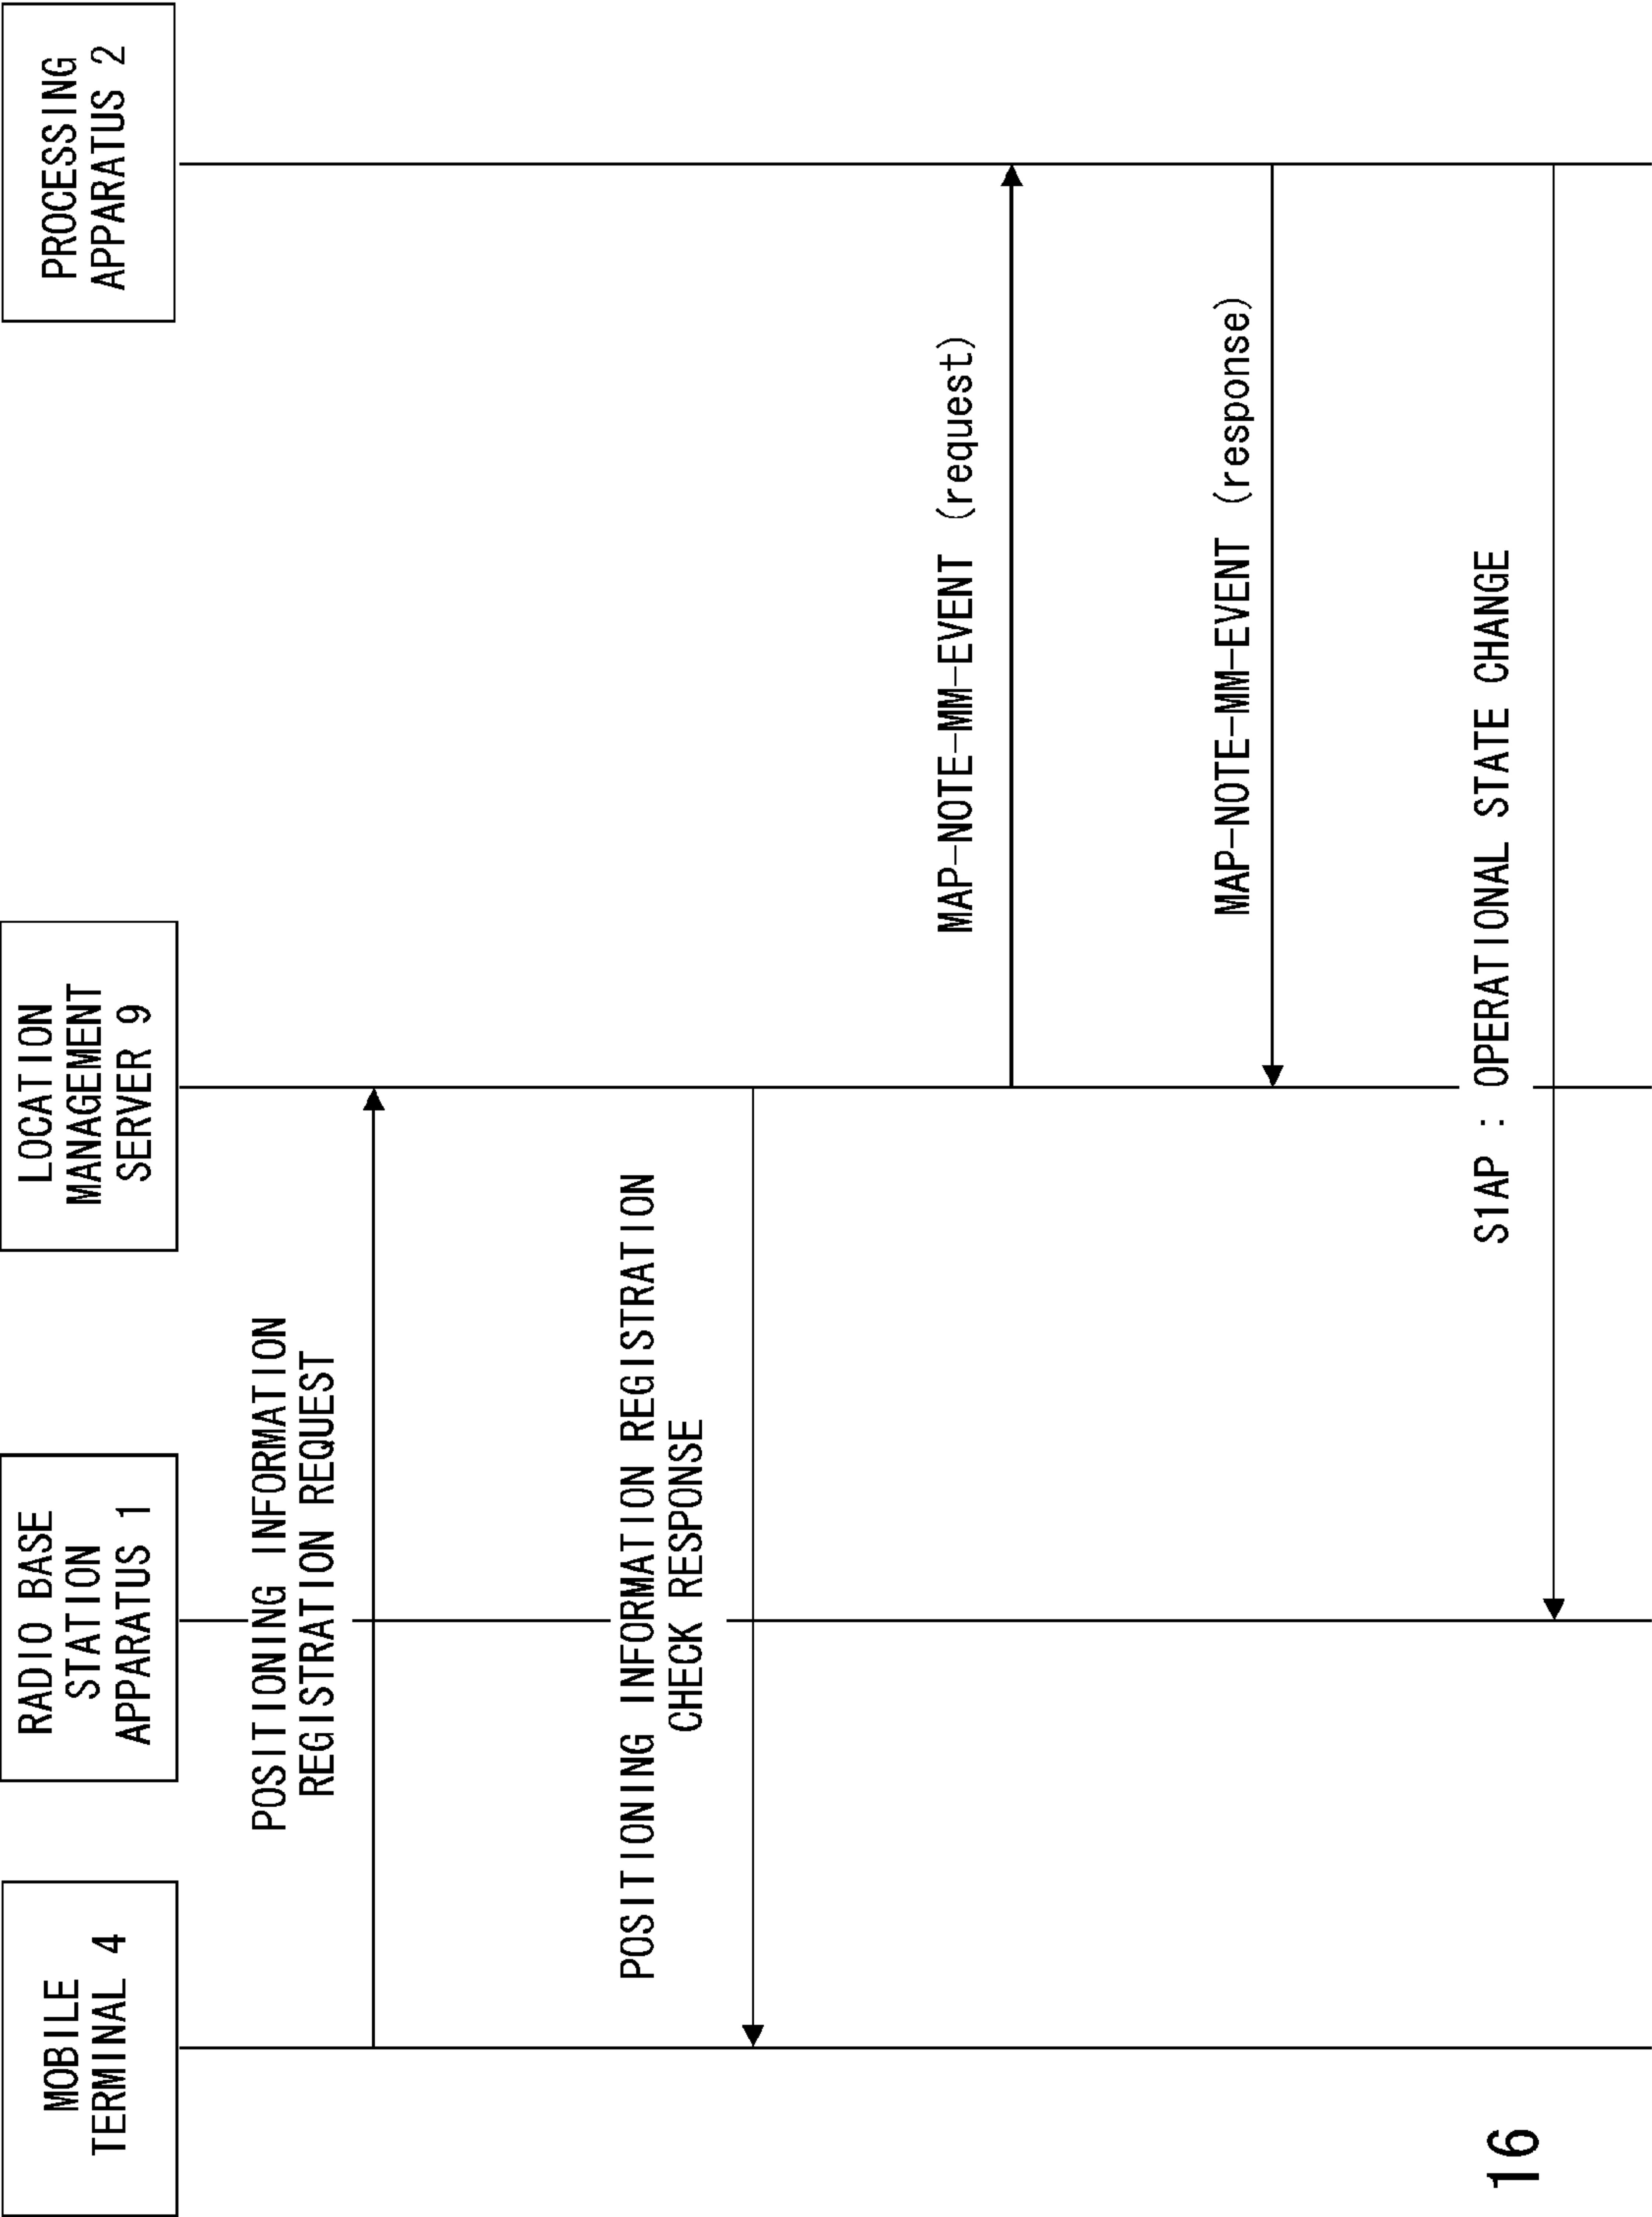 MOBILE
TERMINAL 4
RADIO BASE
STATION
APPARATUS 1
LOCATION
MANAGEMENT
SERVER 9
PROCESSING
APPARATUS 2
POSITIONING INFORMATION
REGISTRATION REQUEST
POSITIONING INFORMATION REGISTRATION
CHECK RESPONSE
MAP-NOTE-MM-EVENT (request)
MAP-NOTE-MM-EVENT (response)
S1AP : OPERATIONAL STATE CHANGE
16